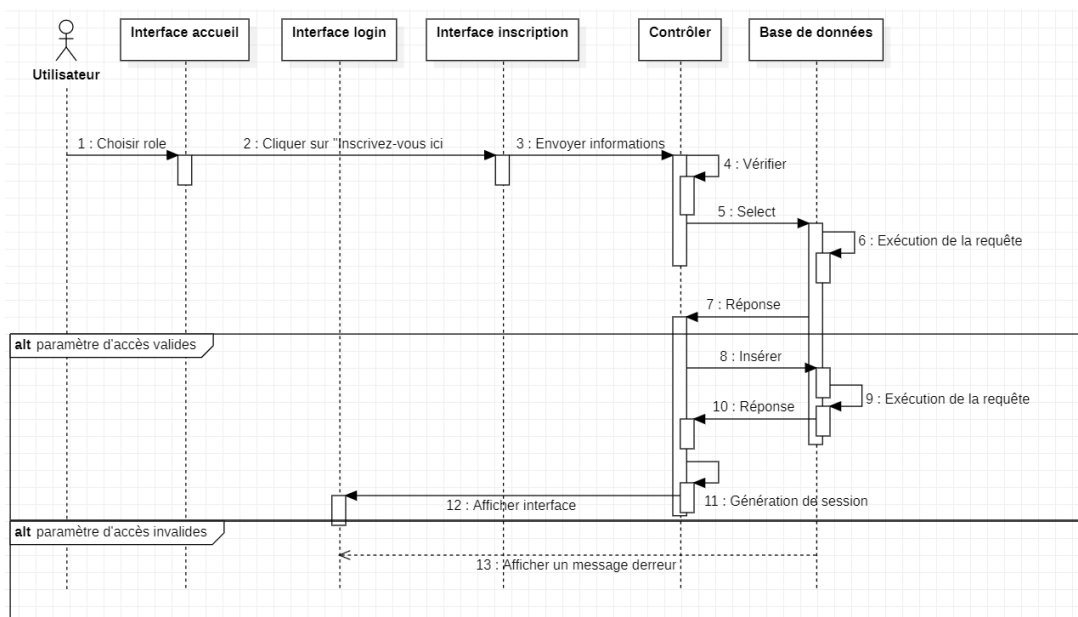 Interface accueil
Interface login
Interface inscription
Contrôler
Base de données
Utilisateur
1 : Choisir role
2 : Cliquer sur "Inscrivez-vous ici
3 : Envoyer informations
4 : Vérifier
5 : Select
6 : Exécution de la requête
7 : Réponse
alt paramètre d'accès valides
8 : Insérer
9 : Exécution de la requête
10 : Réponse
11 : Génération de session
12 : Afficher interface
alt paramètre d'accès invalides
13 : Afficher un message derreur